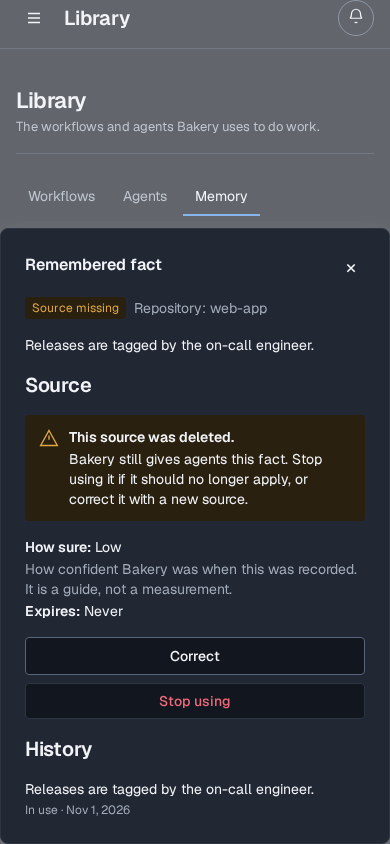 Library
Library
The workflows and agents Bakery uses to do work.
Workflows Agents Memory
Remembered fact
Source missing Repository: web-app
Releases are tagged by the on-call engineer.
Source
This source was deleted.
Bakery still gives agents this fact. Stop
using it if it should no longer apply, or
correct it with a new source.
How sure: Low
How confident Bakery was when this was recorded.
It is a guide, not a measurement.
Expires: Never
Correct
Stop using
History
Releases are tagged by the on-call engineer.
In use · Nov 1, 2026